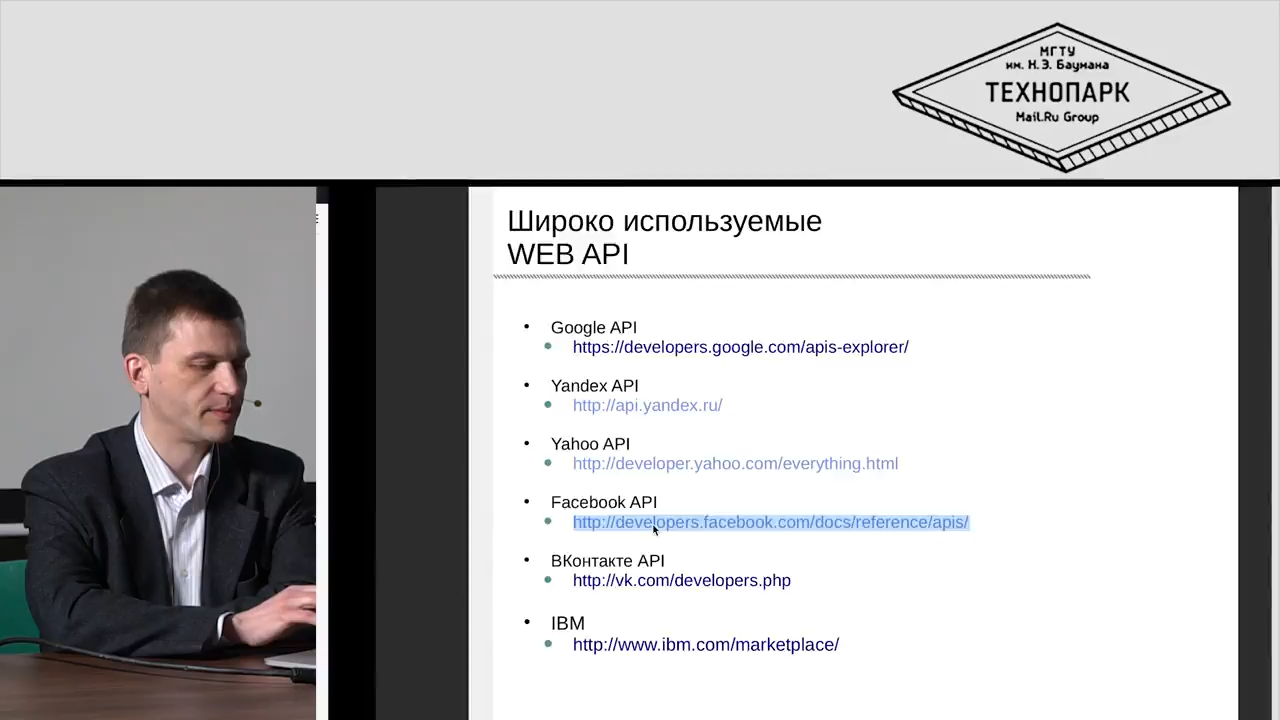 МГТУ
им. Н.Э. Баумана
ТЕХНОПАРК
Mail.Ru Group
Широко используемые
WEB API
Google API
https://developers.google.com/apis-explorer/
Yandex API
http://api.yandex.ru/
Yahoo API
http://developer.yahoo.com/everything.html
Facebook API
http://developers.facebook.com/docs/reference/apis/
ВКонтакте API
http://vk.com/developers.php
IBM
http://www.ibm.com/marketplace/